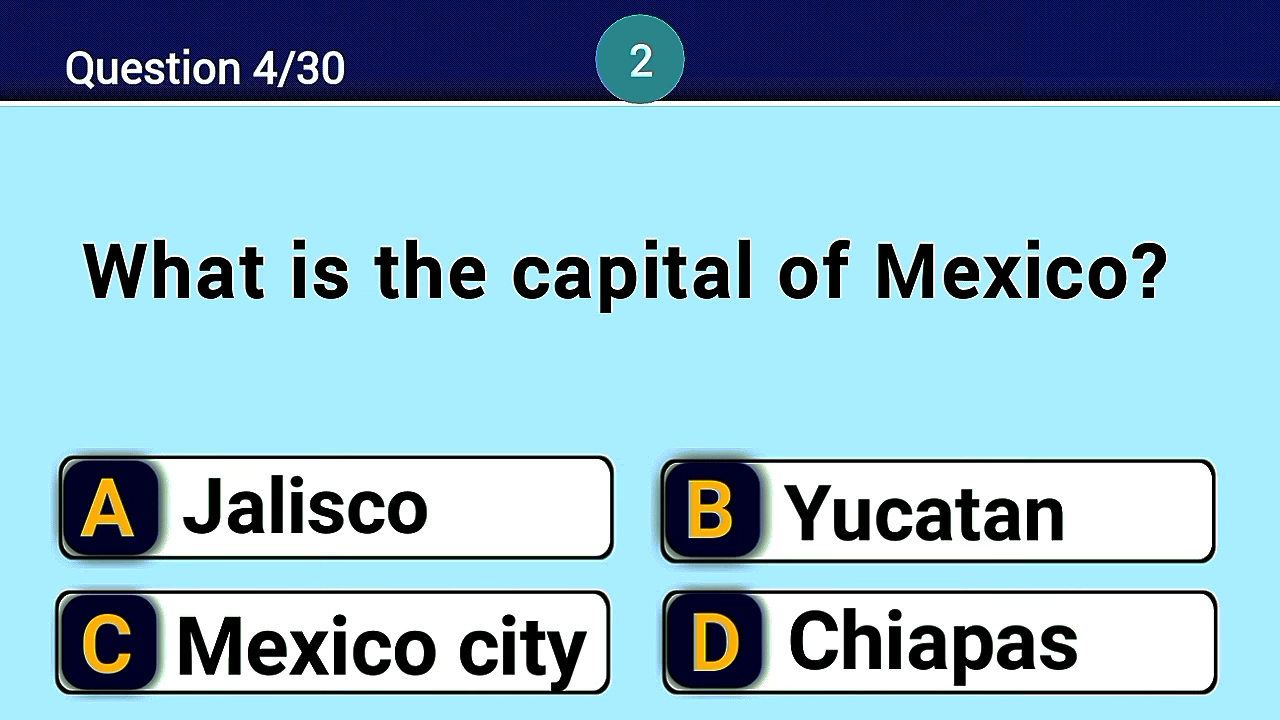 Question 4/30
2
What is the capital of Mexico?
A Jalisco
B Yucatan
C Mexico city
D Chiapas